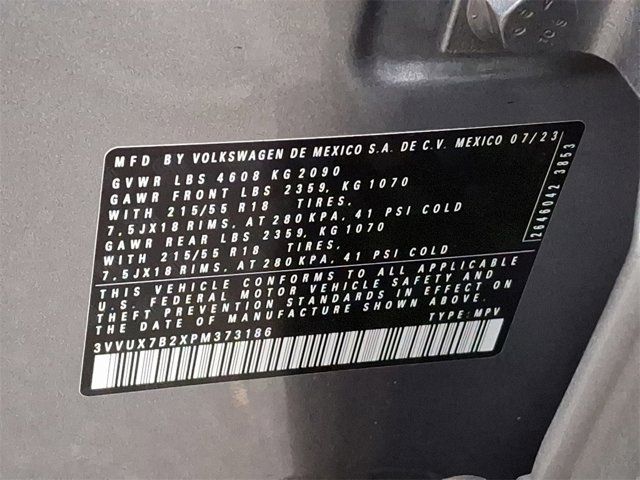 MFD BY VOLKSWAGEN DE MEXICO S.A. DE C.V. MEXICO 07/23
GVWR LBS 4608 KG 2090
GAWR FRONT LBS 2359, KG 1070
WITH 215/55 R18 TIRES.
7.5JX18 RIMS, AT 280 KPA, 41 PSI COLD
GAWR REAR LBS 2359, KG 1070
WITH 215/55 R18 TIRES.
7.5JX18 RIMS, AT 280 KPA, 41 PSI COLD
THIS VEHICLE CONFORMS TO ALL APPLICABLE
U.S. FEDERAL MOTOR VEHICLE SAFETY AND
THEFT PREVENTION STANDARDS IN EFFECT ON
THE DATE OF MANUFACTURE SHOWN ABOVE.
3VVUX7B2XPM373186 TYPE: MPV
2646042 3853